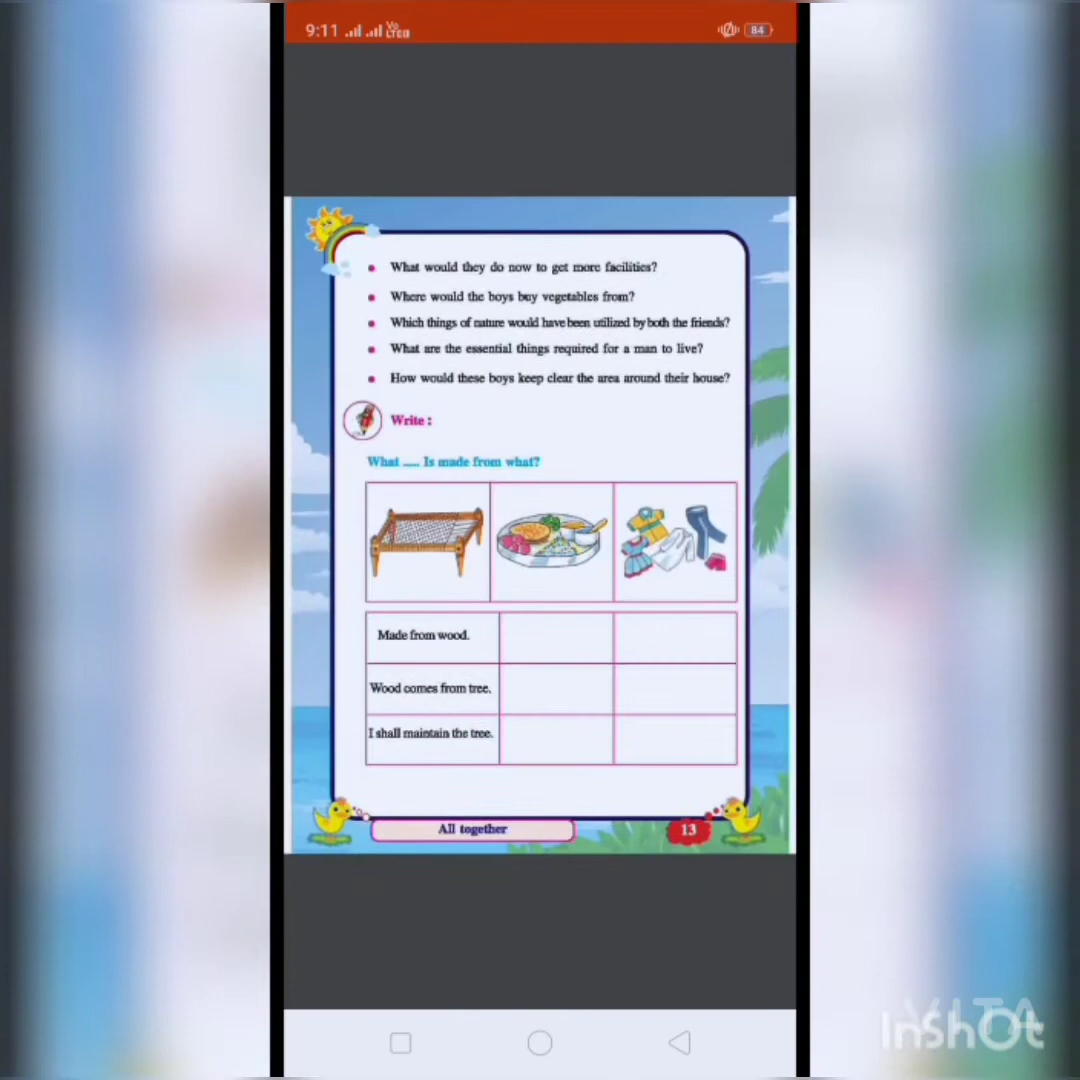 9:11 Vo LTE 84
What would they do now to get more facilities?
Where would the boys buy vegetables from?
Which things of nature would have been utilized by both the friends?
What are the essential things required for a man to live?
How would these boys keep clear the area around their house?
Write :
What ..... Is made from what?
Made from wood.
Wood comes from tree.
I shall maintain the tree.
All together
13
VITA
InShOt